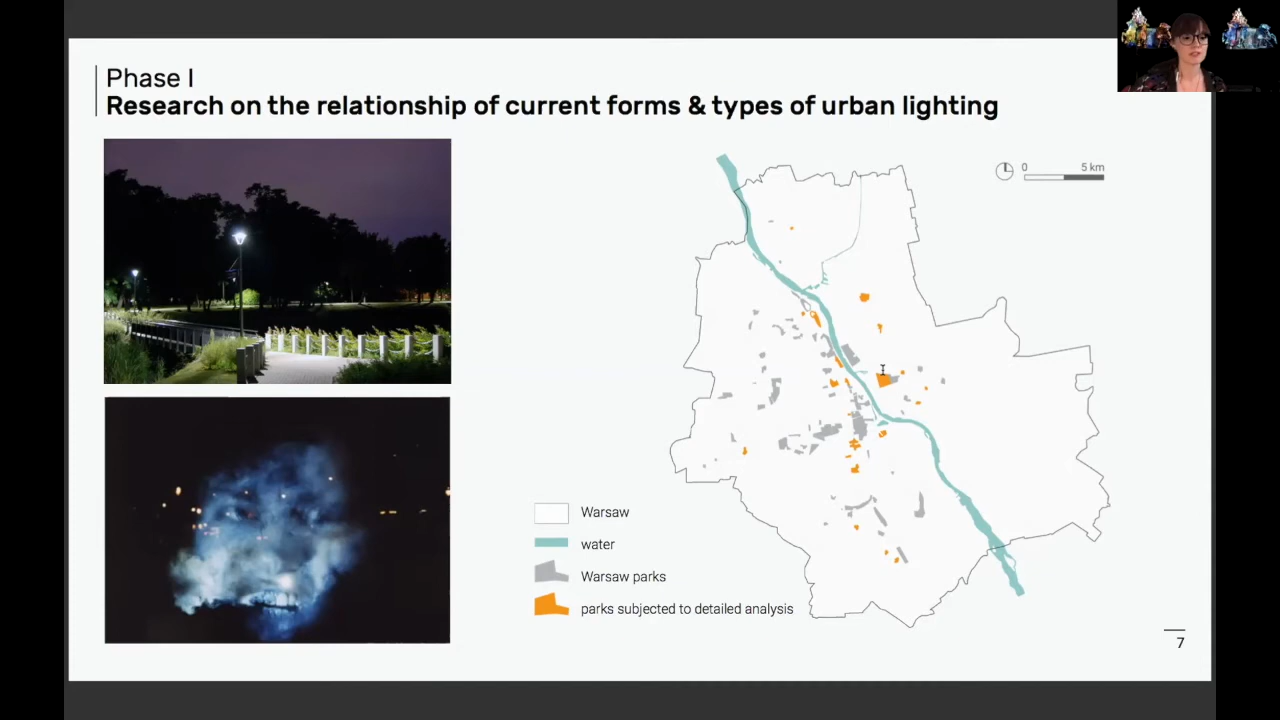 Phase I
Research on the relationship of current forms & types of urban lighting
0 5 km
Warsaw
water
Warsaw parks
parks subjected to detailed analysis
7